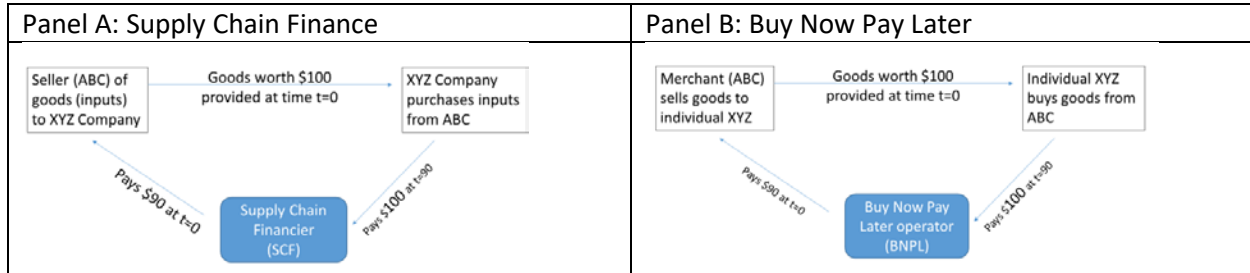 Panel A: Supply Chain Finance
Seller (ABC) of
goods (inputs)
to XYZ Company
Goods worth $100
provided at time t=0
XYZ Company
purchases inputs
from ABC
Pays $90 at t=0
Pays $100 at t=90
Supply Chain
Financier
(SCF)
Panel B: Buy Now Pay Later
Merchant (ABC)
sells goods to
individual XYZ
Goods worth $100
provided at time t=0
Individual XYZ
buys goods from
ABC
Pays $90 at t=0
Pays $100 at t=90
Buy Now Pay
Later operator
(BNPL)